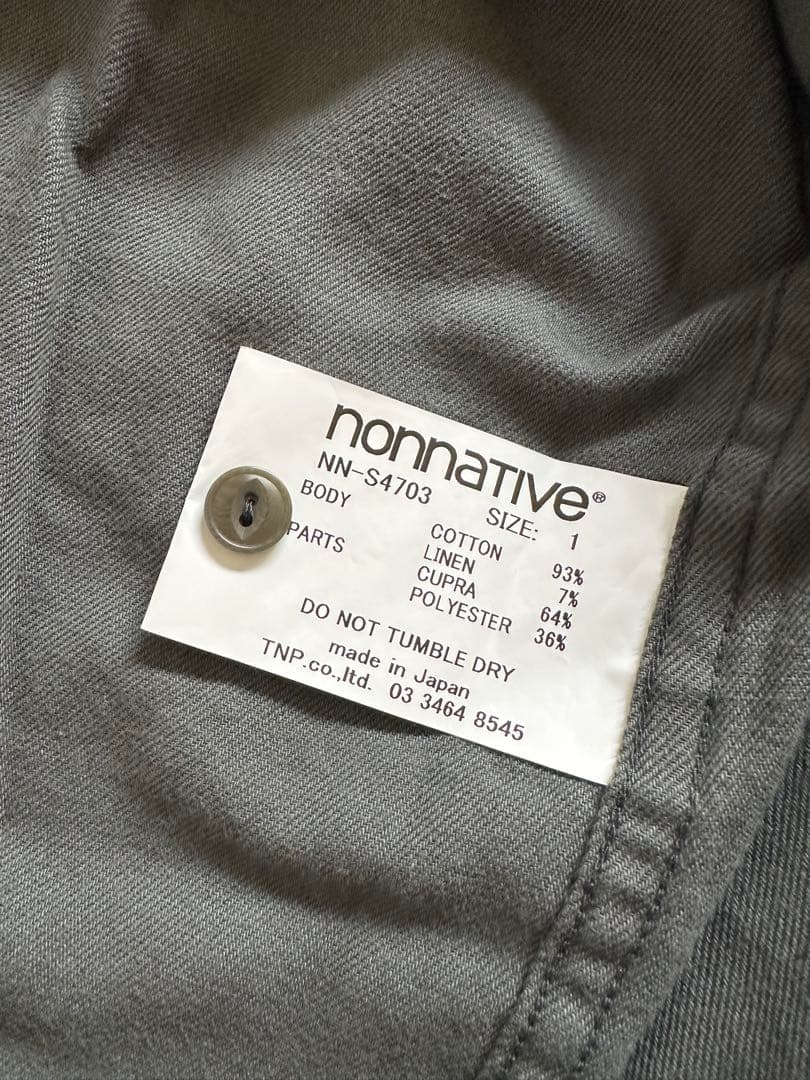 nonnative®
NN-S4703 SIZE: 1
BODY COTTON 93%
LINEN 7%
PARTS CUPRA 64%
POLYESTER 36%
DO NOT TUMBLE DRY
made in Japan
TNP.co.,ltd. 03 3464 8545